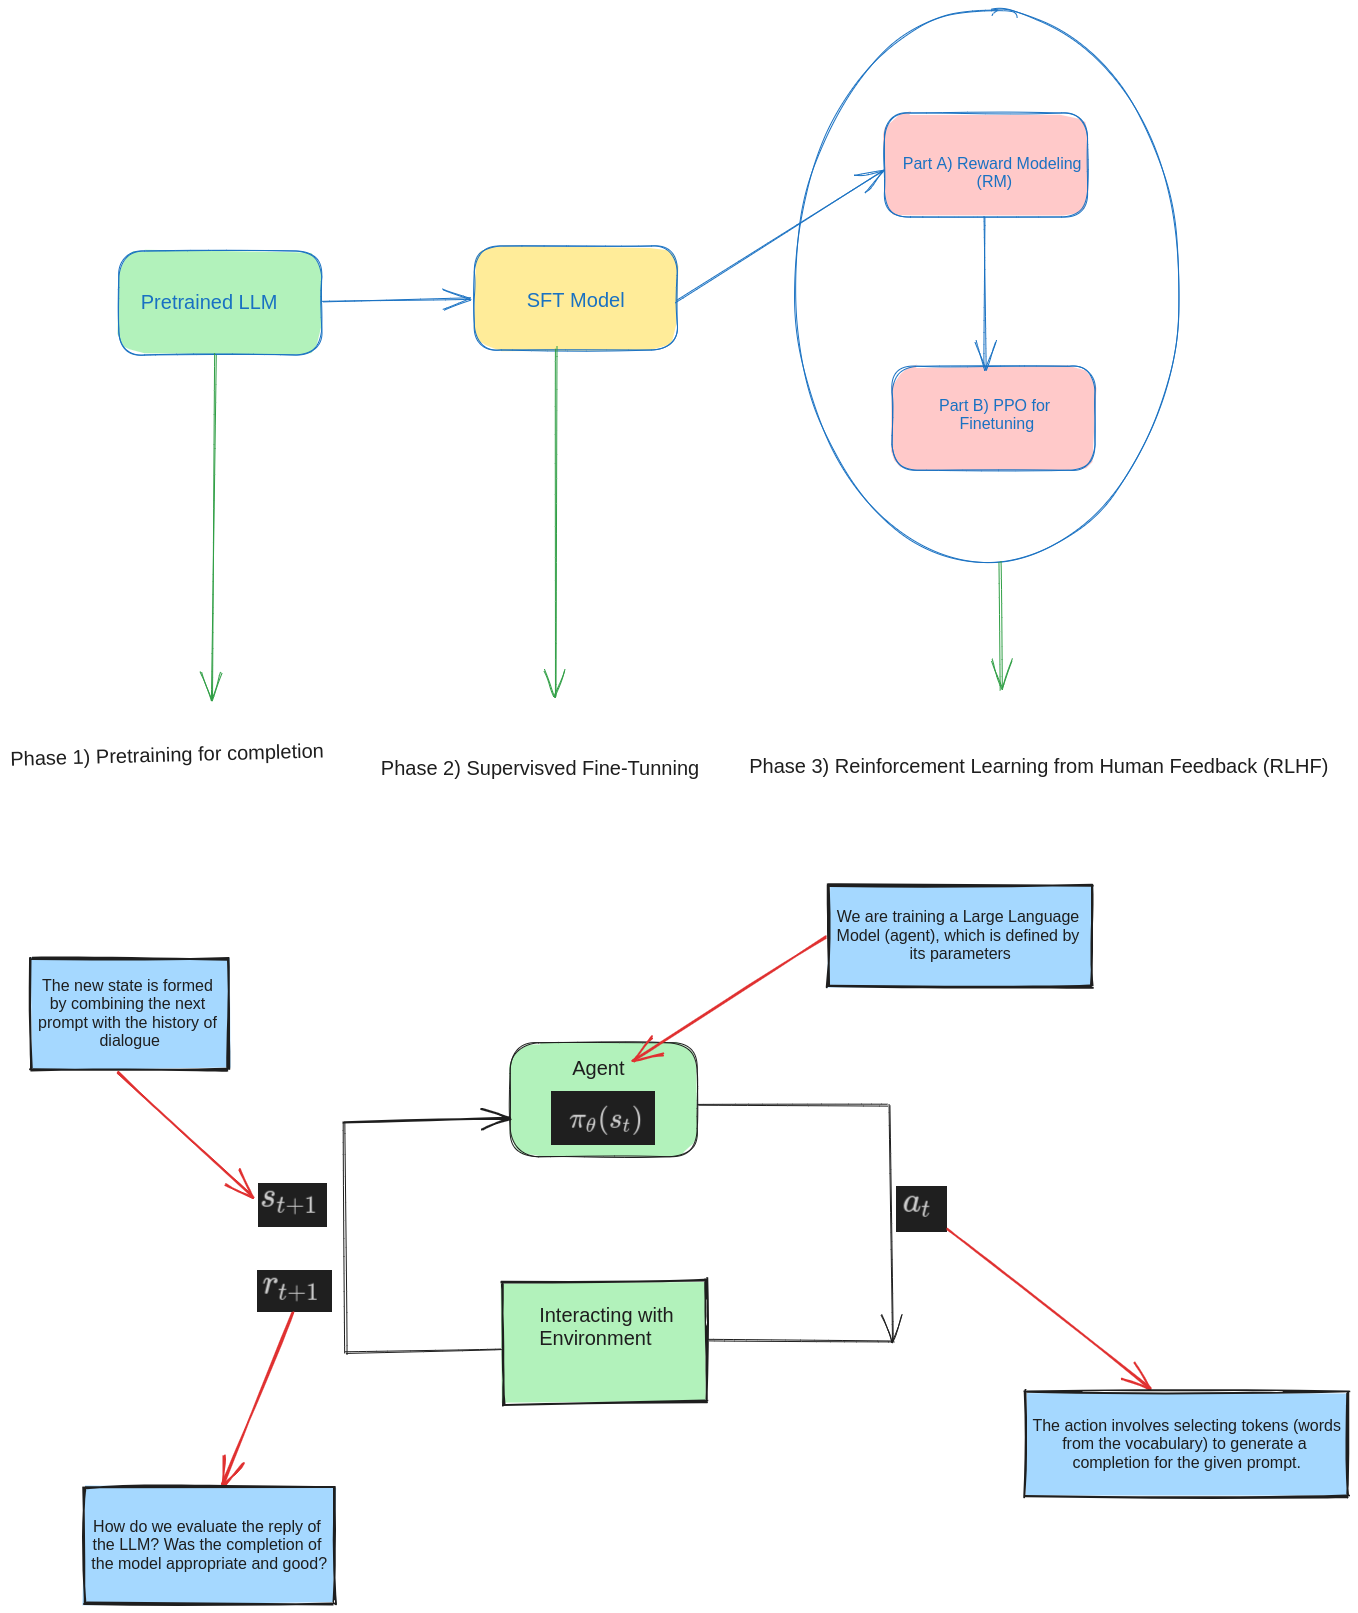 Part A) Reward Modeling
(RM)
Pretrained LLM
SFT Model
Part B) PPO for
Finetuning
Phase 1) Pretraining for completion
Phase 2) Supervisved Fine-Tunning
Phase 3) Reinforcement Learning from Human Feedback (RLHF)
We are training a Large Language
Model (agent), which is defined by
its parameters
The new state is formed
by combining the next
prompt with the history of
dialogue
Agent
π_θ(s_t)
s_{t+1}
a_t
r_{t+1}
Interacting with
Environment
The action involves selecting tokens (words
from the vocabulary) to generate a
completion for the given prompt.
How do we evaluate the reply of
the LLM? Was the completion of
the model appropriate and good?